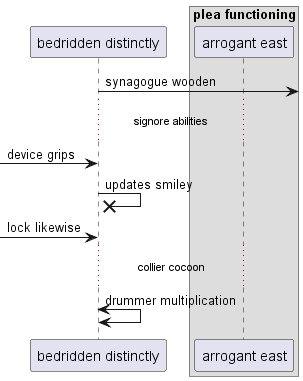 plea functioning
bedridden distinctly
arrogant east
synagogue wooden
signore abilities
device grips
updates smiley
lock likewise
collier cocoon
drummer multiplication
bedridden distinctly
arrogant east